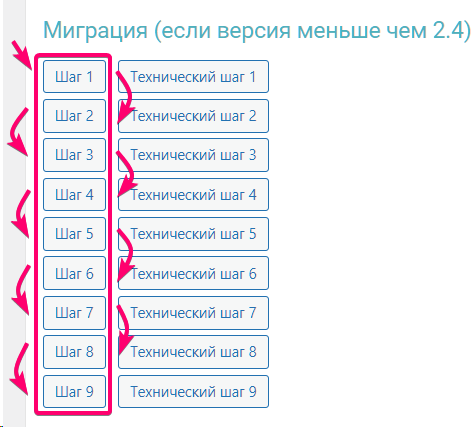 Миграция (если версия меньше чем 2.4)
Шаг 1 Технический шаг 1
Шаг 2 Технический шаг 2
Шаг 3 Технический шаг 3
Шаг 4 Технический шаг 4
Шаг 5 Технический шаг 5
Шаг 6 Технический шаг 6
Шаг 7 Технический шаг 7
Шаг 8 Технический шаг 8
Шаг 9 Технический шаг 9